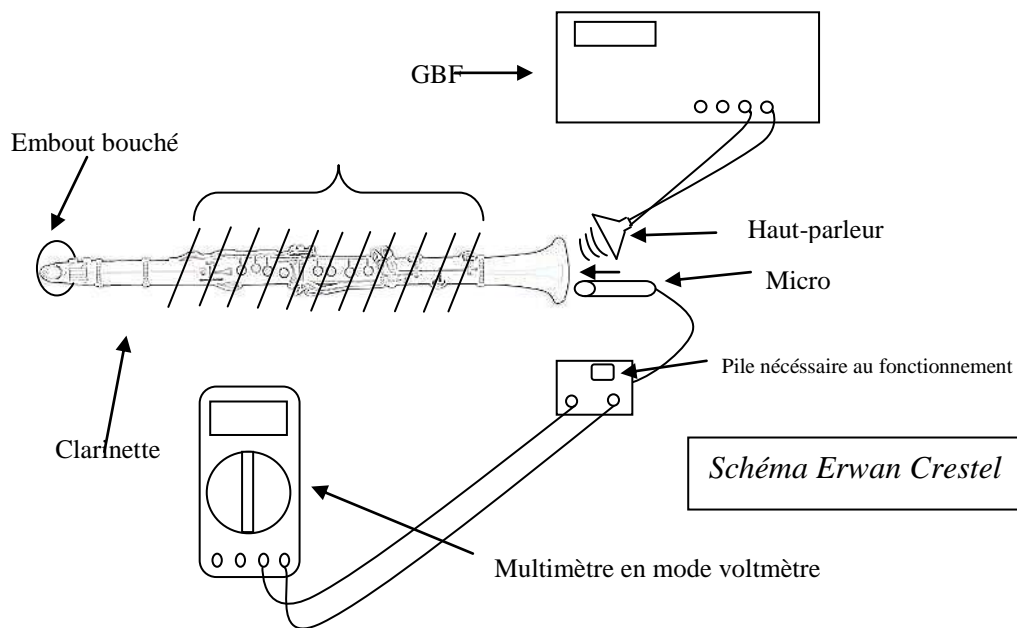 GBF
Embout bouché
Haut-parleur
Micro
Pile nécéssaire au fonctionnement
Clarinette
Schéma Erwan Crestel
Multimètre en mode voltmètre